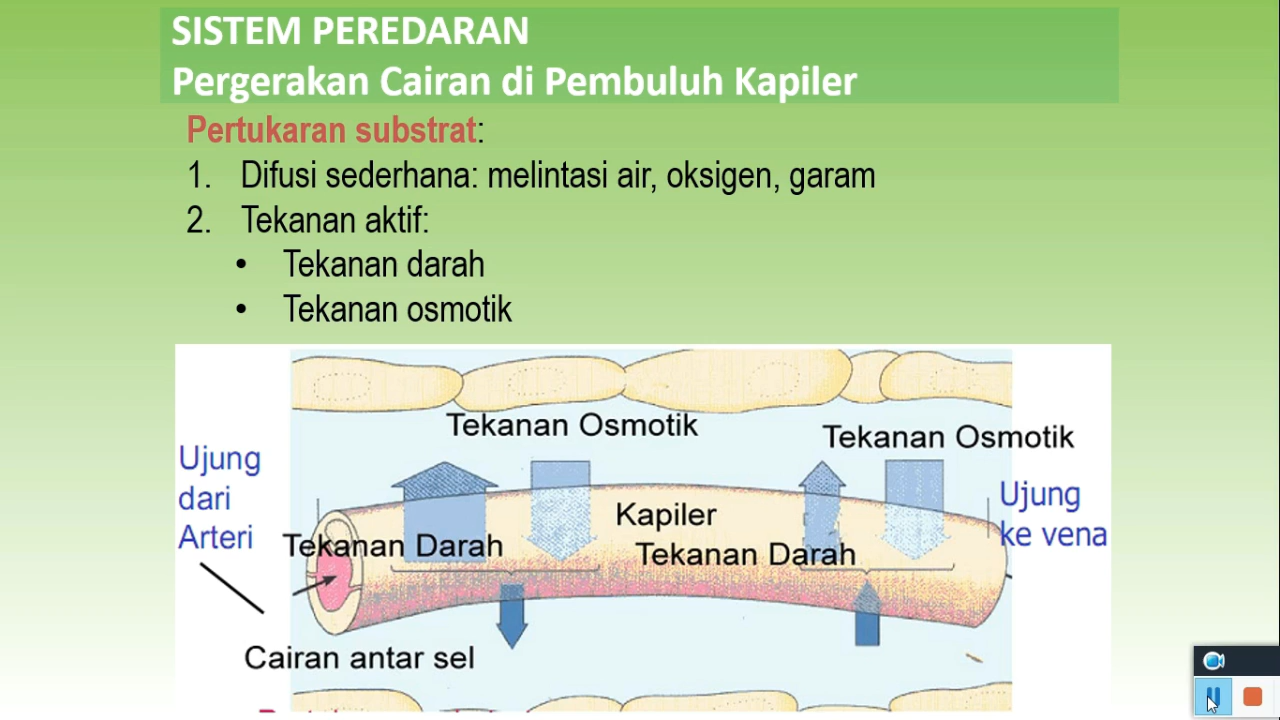 SISTEM PEREDARAN
Pergerakan Cairan di Pembuluh Kapiler
Pertukaran substrat:
1. Difusi sederhana: melintasi air, oksigen, garam
2. Tekanan aktif:
• Tekanan darah
• Tekanan osmotik
Tekanan Osmotik
Tekanan Osmotik
Ujung
dari
Arteri
Ujung
ke vena
Kapiler
Tekanan Darah
Tekanan Darah
Cairan antar sel